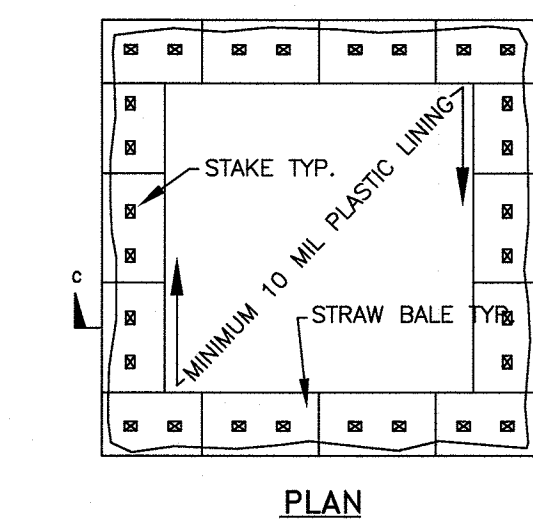 STAKE TYP.
MINIMUM 10 MIL PLASTIC LINING
C
STRAW BALE TYP.
PLAN